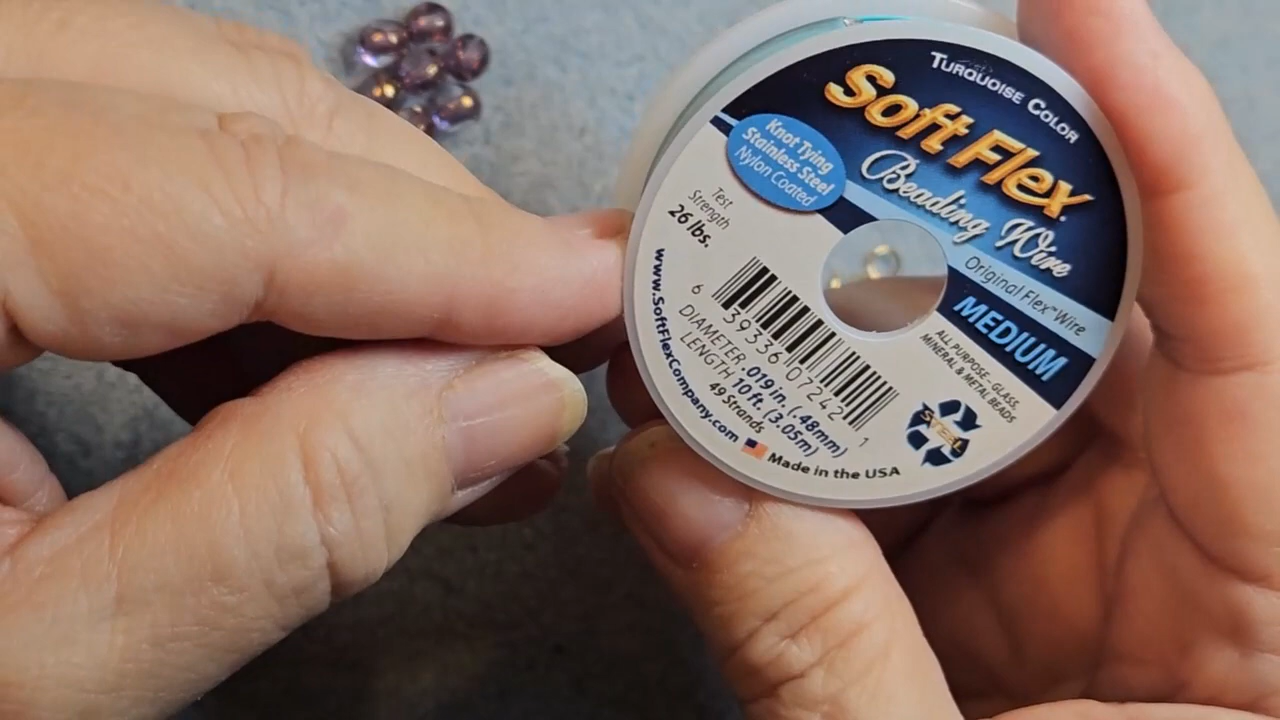 TURQUOISE COLOR
Soft Flex
Beading Wire
Original Flex™ Wire
MEDIUM
Knot Tying
Stainless Steel
Nylon Coated
Test
Strength
26 lbs.
ALL PURPOSE – GLASS,
MINERAL & METAL BEADS
STEEL
6 39336 07242 1
DIAMETER .019 in. (.48mm)
LENGTH 10 ft. (3.05m)
49 Strands
www.SoftFlexCompany.com
Made in the USA